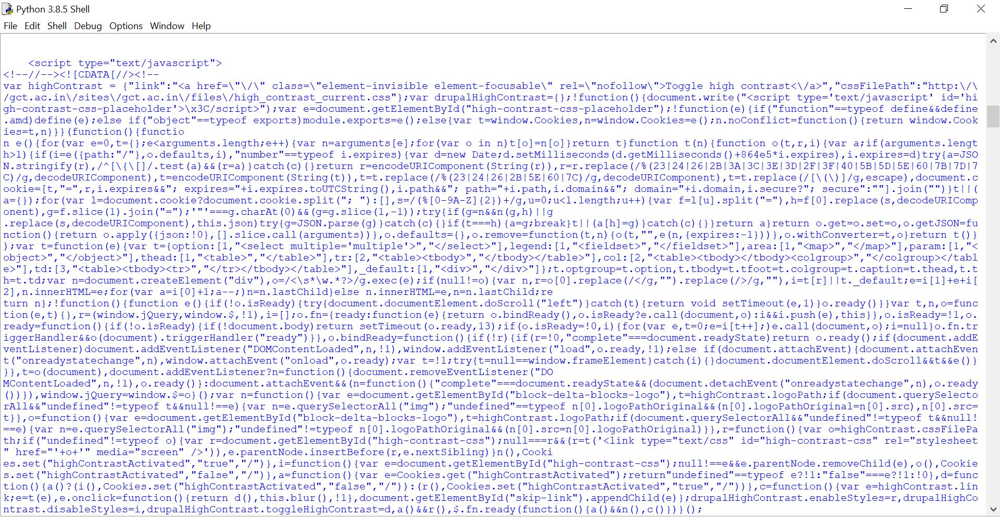 Python 3.8.5 Shell
File Edit Shell Debug Options Window Help
<script type="text/javascript">
<!--//--><![CDATA[//><!--
var highContrast = {"link":"<a href=\"\/\" class=\"element-invisible element-focusable\" rel=\"nofollow\">Toggle high contrast<\/a>","cssFilePath":"http:\/\
/gct.ac.in\/sites\/gct.ac.in\/files\/high_contrast_current.css"};var drupalHighContrast={};!function(){document.write("<script type='text/javascript' id='hi
gh-contrast-css-placeholder'>\x3C/script>");var e=document.getElementById("high-contrast-css-placeholder");!function(e){if("function"==typeof define&&define
.amd)define(e);else if("object"==typeof exports)module.exports=e();else{var t=window.Cookies,n=window.Cookies=e();n.noConflict=function(){return window.Cook
ies=t,n}}}(function(){functio
n e(){for(var e=0,t={};e<arguments.length;e++){var n=arguments[e];for(var o in n)t[o]=n[o]}return t}function t(n){function o(t,r,i){var a;if(arguments.lengt
h>1){if(i=e({path:"/"},o.defaults,i),"number"==typeof i.expires){var d=new Date;d.setMilliseconds(d.getMilliseconds()+864e5*i.expires),i.expires=d}try{a=JSO
N.stringify(r),/^[\{\[]/.test(a)&&(r=a)}catch(c){}return r=encodeURIComponent(String(r)),r=r.replace(/%(23|24|26|2B|3A|3C|3E|3D|2F|3F|40|5B|5D|5E|60|7B|7D|7
C)/g,decodeURIComponent),t=encodeURIComponent(String(t)),t=t.replace(/%(23|24|26|2B|5E|60|7C)/g,decodeURIComponent),t=t.replace(/[\(\)]/g,escape),document.c
ookie=[t,"=",r,i.expires&&"; expires="+i.expires.toUTCString(),i.path&&"; path="+i.path,i.domain&&"; domain="+i.domain,i.secure?"; secure":""].join("")}t||(
a={});for(var l=document.cookie?document.cookie.split("; "):[],s=/(%[0-9A-Z]{2})+/g,u=0;u<l.length;u++){var f=l[u].split("="),h=f[0].replace(s,decodeURIComp
onent),g=f.slice(1).join("=");'"'===g.charAt(0)&&(g=g.slice(1,-1));try{if(g=n&&n(g,h)||g
.replace(s,decodeURIComponent),this.json)try{g=JSON.parse(g)}catch(c){}if(t===h){a=g;break}t||(a[h]=g)}catch(c){}}return a}return o.get=o.set=o,o.getJSON=fu
nction(){return o.apply({json:!0},[].slice.call(arguments))},o.defaults={},o.remove=function(t,n){o(t,"",e(n,{expires:-1}))},o.withConverter=t,o}return t()}
);var t=function(e){var t={option:[1,"<select multiple='multiple'>","</select>"],legend:[1,"<fieldset>","</fieldset>"],area:[1,"<map>","</map>"],param:[1,"<
object>","</object>"],thead:[1,"<table>","</table>"],tr:[2,"<table><tbody>","</tbody></table>"],col:[2,"<table><tbody></tbody><colgroup>","</colgroup></tabl
e>"],td:[3,"<table><tbody><tr>","</tr></tbody></table>"],_default:[1,"<div>","</div>"]};t.optgroup=t.option,t.tbody=t.tfoot=t.colgroup=t.caption=t.thead,t.t
h=t.td;var n=document.createElement("div"),o=/<\s*\w.*?>/g.exec(e);if(null!=o){var n,r=o[0].replace(/</g,"").replace(/>/g,""),i=t[r]||t._default;e=i[1]+e+i[
2],n.innerHTML=e;for(var a=i[0]+1;a--;)n=n.lastChild}else n.innerHTML=e,n=n.lastChild;re
turn n};!function(){function e(){if(!o.isReady){try{document.documentElement.doScroll("left")}catch(t){return void setTimeout(e,1)}o.ready()}}var t,n,o=func
tion(e,t){},r=(window.jQuery,window.$,!1),i=[];o.fn={ready:function(e){return o.bindReady(),o.isReady?e.call(document,o):i&&i.push(e),this}},o.isReady=!1,o.
ready=function(){if(!o.isReady){if(!document.body)return setTimeout(o.ready,13);if(o.isReady=!0,i){for(var e,t=0;e=i[t++];)e.call(document,o);i=null}o.fn.tr
iggerHandler&&o(document).triggerHandler("ready")}},o.bindReady=function(){if(!r){if(r=!0,"complete"===document.readyState)return o.ready();if(document.addE
ventListener)document.addEventListener("DOMContentLoaded",n,!1),window.addEventListener("load",o.ready,!1);else if(document.attachEvent){document.attachEven
t("onreadystatechange",n),window.attachEvent("onload",o.ready);var t=!1;try{t=null==window.frameElement}catch(i){}document.documentElement.doScroll&&t&&e()}
}},t=o(document),document.addEventListener?n=function(){document.removeEventListener("DO
MContentLoaded",n,!1),o.ready()}:document.attachEvent&&(n=function(){"complete"===document.readyState&&(document.detachEvent("onreadystatechange",n),o.ready
())}),window.jQuery=window.$=o}();var n=function(){var e=document.getElementById("block-delta-blocks-logo"),t=highContrast.logoPath;if(document.querySelecto
rAll&&"undefined"!=typeof t&&null!==e){var n=e.querySelectorAll("img");"undefined"==typeof n[0].logoPathOriginal&&(n[0].logoPathOriginal=n[0].src),n[0].src=
t}},o=function(){var e=document.getElementById("block-delta-blocks-logo"),t=highContrast.logoPath;if(document.querySelectorAll&&"undefined"!=typeof t&&null!
==e){var n=e.querySelectorAll("img");"undefined"!=typeof n[0].logoPathOriginal&&(n[0].src=n[0].logoPathOriginal)}},r=function(){var o=highContrast.cssFilePa
th;if("undefined"!=typeof o){var r=document.getElementById("high-contrast-css");null===r&&(r=t('<link type="text/css" id="high-contrast-css" rel="stylesheet
" href="'+o+'" media="screen" />')),e.parentNode.insertBefore(r,e.nextSibling)}n(),Cooki
es.set("highContrastActivated","true","/")},i=function(){var e=document.getElementById("high-contrast-css");null!==e&&e.parentNode.removeChild(e),o(),Cookie
s.set("highContrastActivated","false","/")},a=function(){var e=Cookies.get("highContrastActivated");return"undefined"==typeof e?!1:"false"===e?!1:!0},d=func
tion(){a()?(i(),Cookies.set("highContrastActivated","false","/")):(r(),Cookies.set("highContrastActivated","true","/"))},c=function(){var e=highContrast.lin
k;e=t(e),e.onclick=function(){return d(),this.blur(),!1},document.getElementById("skip-link").appendChild(e)};drupalHighContrast.enableStyles=r,drupalHighCo
ntrast.disableStyles=i,drupalHighContrast.toggleHighContrast=d,a()&&r(),$.fn.ready(function(){a()&&n(),c()})}();